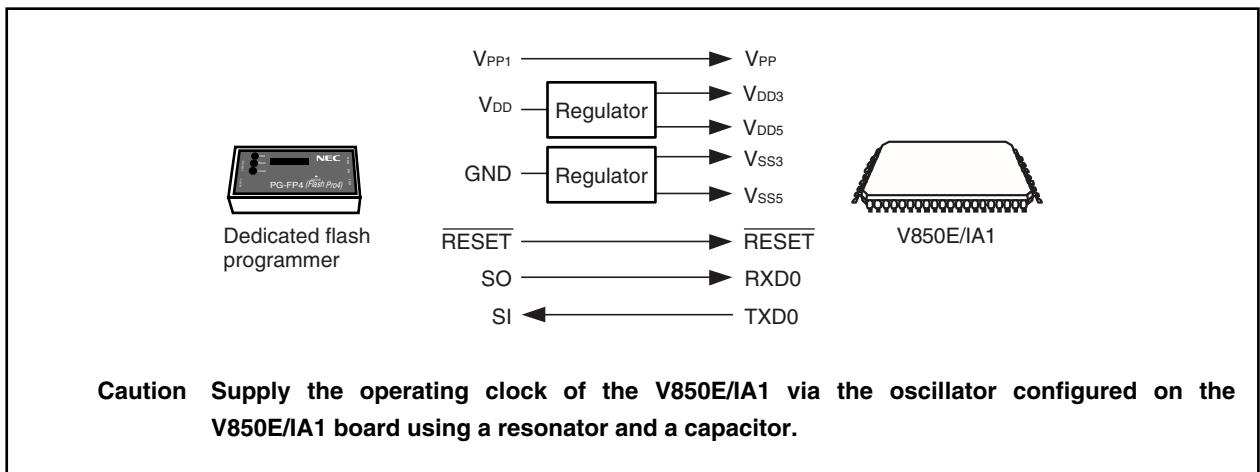 VPP1 VPP
VDD Regulator VDD3
VDD5
GND Regulator VSS3
VSS5
NEC
PG-FP4 (Flash Pro4)
Dedicated flash
programmer
RESET RESET
V850E/IA1
SO RXD0
SI TXD0
Caution Supply the operating clock of the V850E/IA1 via the oscillator configured on the
V850E/IA1 board using a resonator and a capacitor.